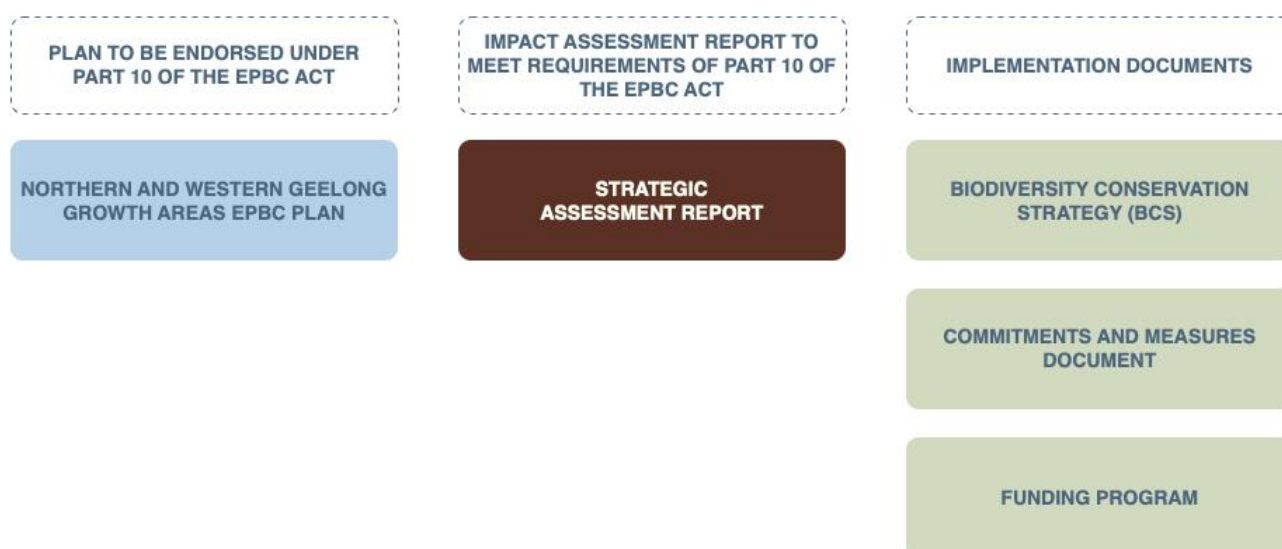 PLAN TO BE ENDORSED UNDER
PART 10 OF THE EPBC ACT
IMPACT ASSESSMENT REPORT TO
MEET REQUIREMENTS OF PART 10 OF
THE EPBC ACT
IMPLEMENTATION DOCUMENTS
NORTHERN AND WESTERN GEELONG
GROWTH AREAS EPBC PLAN
STRATEGIC
ASSESSMENT REPORT
BIODIVERSITY CONSERVATION
STRATEGY (BCS)
COMMITMENTS AND MEASURES
DOCUMENT
FUNDING PROGRAM